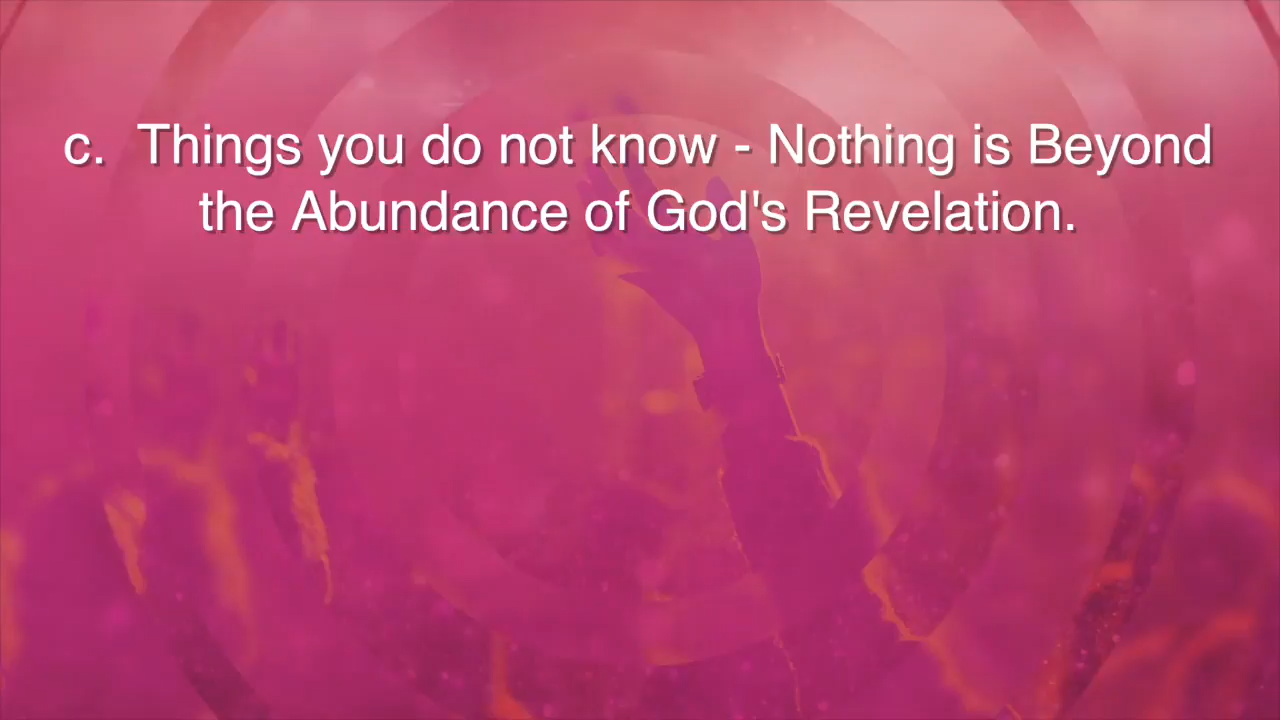 c.  Things you do not know - Nothing is Beyond
the Abundance of God's Revelation.